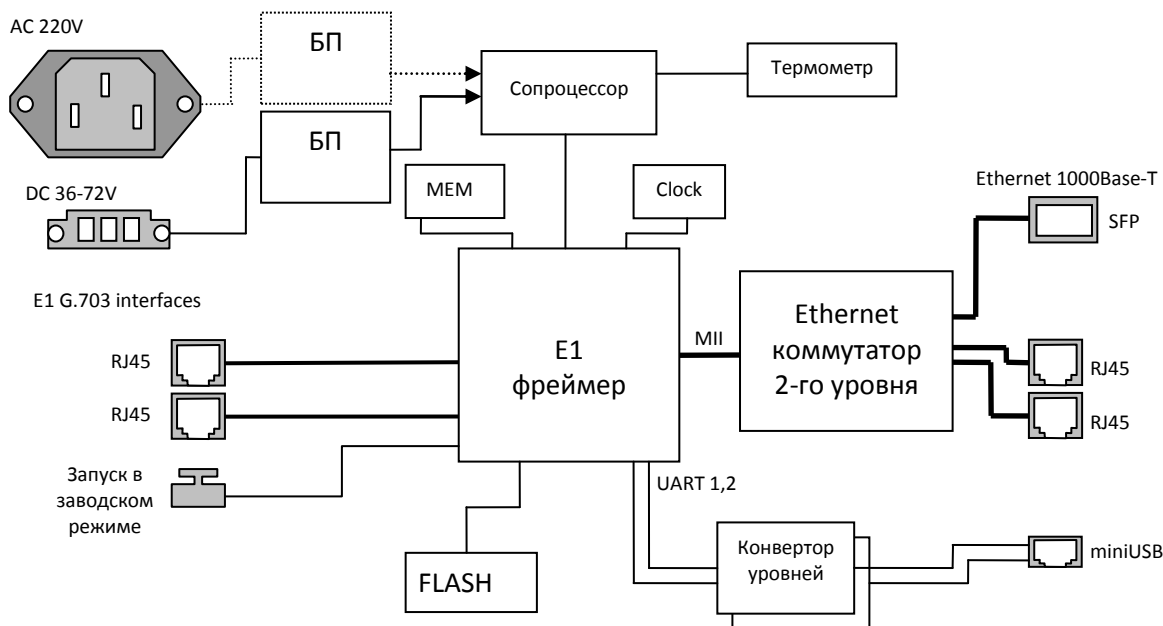 AC 220V
БП
Сопроцессор
Термометр
БП
DC 36-72V
MEM
Clock
Ethernet 1000Base-T
SFP
E1 G.703 interfaces
RJ45
RJ45
E1
фреймер
MII
Ethernet
коммутатор
2-го уровня
RJ45
RJ45
Запуск в
заводском
режиме
UART 1,2
FLASH
Конвертор
уровней
miniUSB